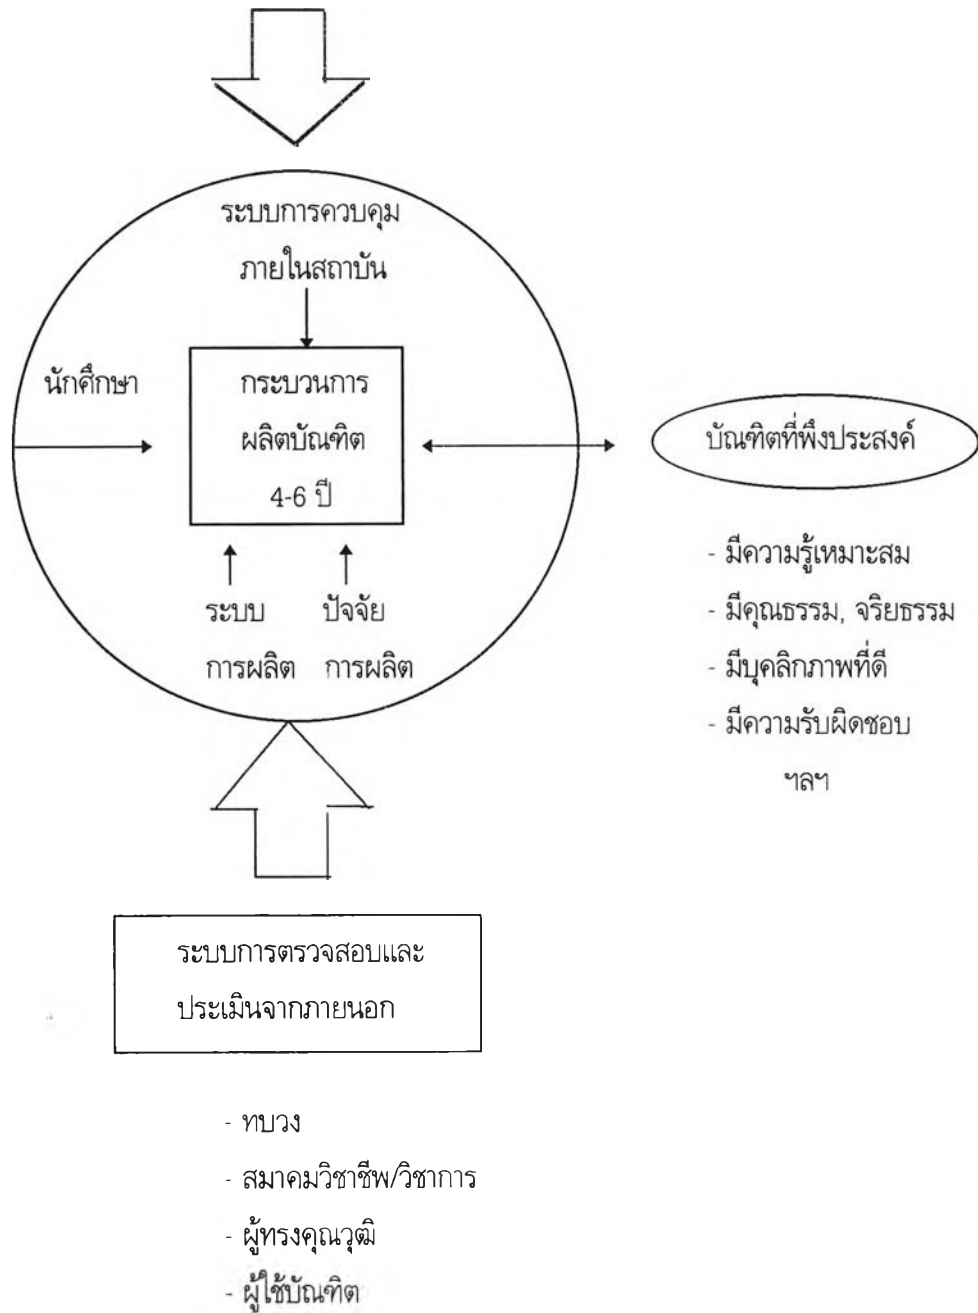 ระบบการควบคุม
ภายในสถาบัน
นักศึกษา
กระบวนการ
ผลิตบัณฑิต
4-6 ปี
ระบบ
การผลิต
ปัจจัย
การผลิต
บัณฑิตที่พึงประสงค์
- มีความรู้เหมาะสม
- มีคุณธรรม, จริยธรรม
- มีบุคลิกภาพที่ดี
- มีความรับผิดชอบ
ฯลฯ
ระบบการตรวจสอบและ
ประเมินจากภายนอก
- ทบวง
- สมาคมวิชาชีพ/วิชาการ
- ผู้ทรงคุณวุฒิ
- ผู้ใช้บัณฑิต